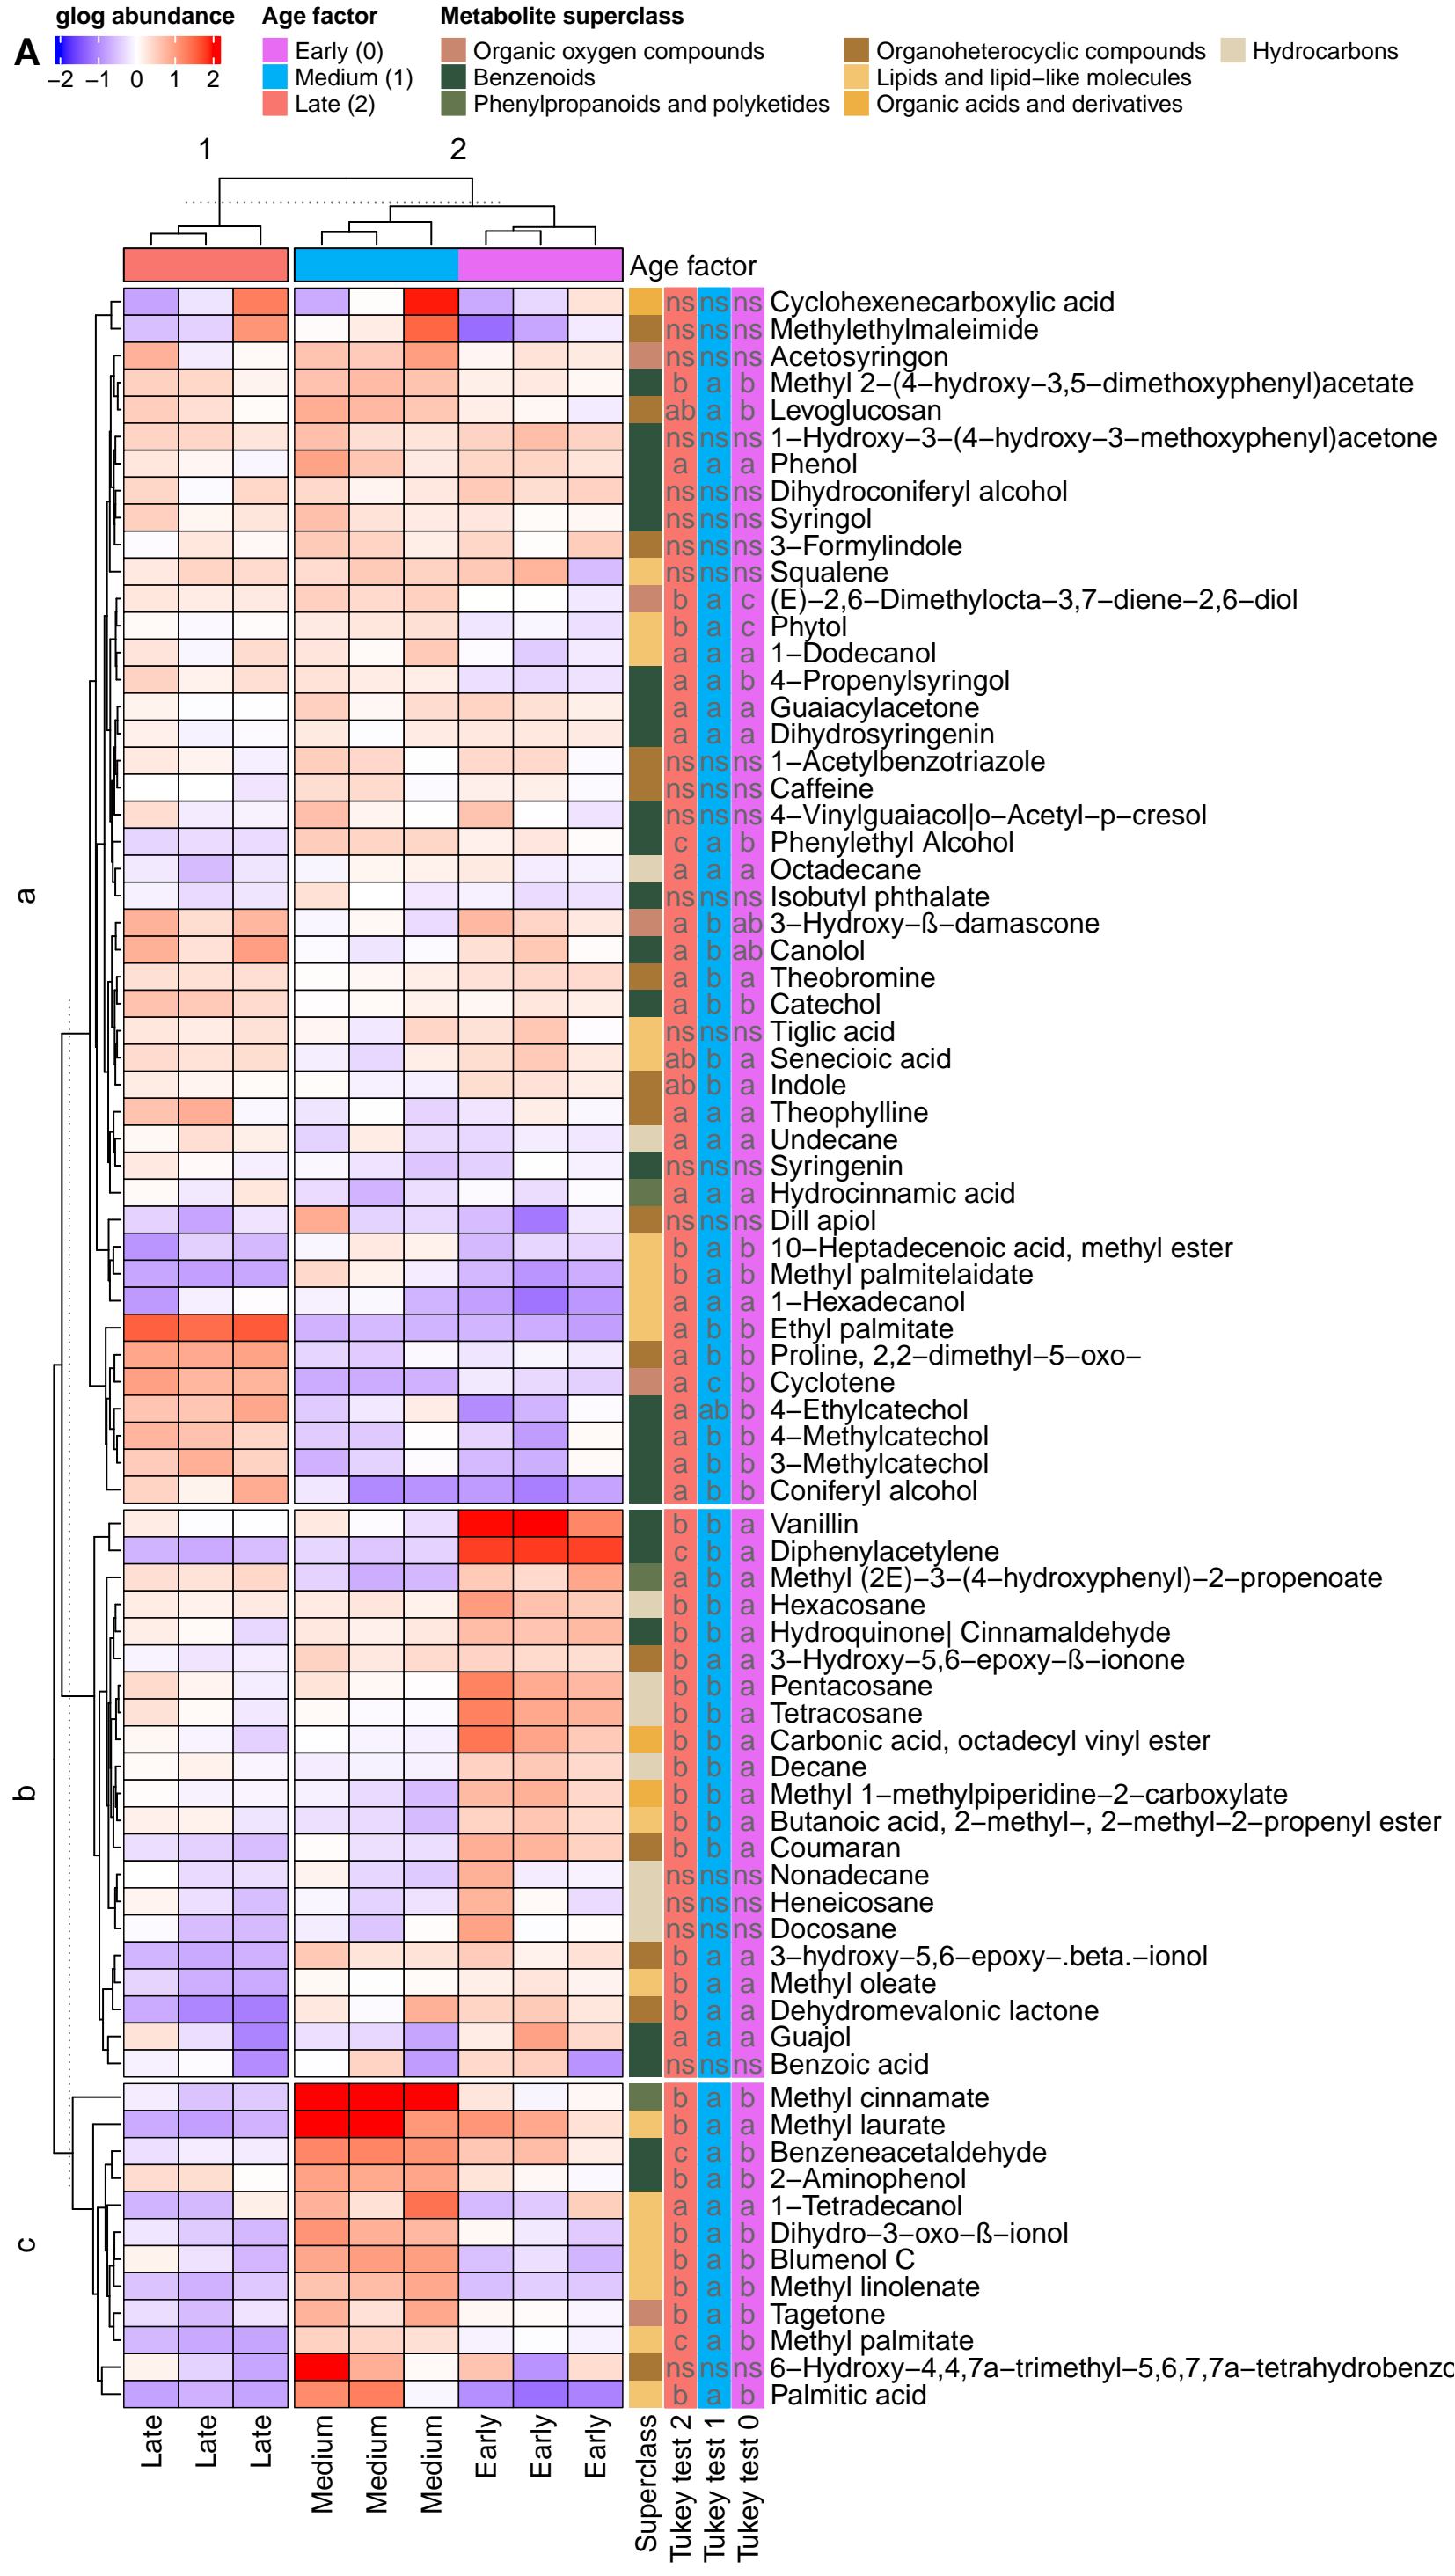 A
glog abundance
−2 −1 0 1 2
Age factor
Early (0)
Medium (1)
Late (2)
Metabolite superclass
Organic oxygen compounds
Benzenoids
Phenylpropanoids and polyketides
Organoheterocyclic compounds
Lipids and lipid−like molecules
Organic acids and derivatives
Hydrocarbons
1 2
Age factor
a
ns ns ns Cyclohexenecarboxylic acid
ns ns ns Methylethylmaleimide
ns ns ns Acetosyringon
b a b Methyl 2−(4−hydroxy−3,5−dimethoxyphenyl)acetate
ab a b Levoglucosan
ns ns ns 1−Hydroxy−3−(4−hydroxy−3−methoxyphenyl)acetone
a a a Phenol
ns ns ns Dihydroconiferyl alcohol
ns ns ns Syringol
ns ns ns 3−Formylindole
ns ns ns Squalene
b a c (E)−2,6−Dimethylocta−3,7−diene−2,6−diol
b a c Phytol
a a a 1−Dodecanol
a a b 4−Propenylsyringol
a a a Guaiacylacetone
a a a Dihydrosyringenin
ns ns ns 1−Acetylbenzotriazole
ns ns ns Caffeine
ns ns ns 4−Vinylguaiacol|o−Acetyl−p−cresol
c a b Phenylethyl Alcohol
a a a Octadecane
ns ns ns Isobutyl phthalate
a b ab 3−Hydroxy−ß−damascone
a b ab Canolol
a b a Theobromine
a b b Catechol
ns ns ns Tiglic acid
ab b a Senecioic acid
ab b a Indole
a a a Theophylline
a a a Undecane
ns ns ns Syringenin
a a a Hydrocinnamic acid
ns ns ns Dill apiol
b a b 10−Heptadecenoic acid, methyl ester
b a b Methyl palmitelaidate
a a a 1−Hexadecanol
a b b Ethyl palmitate
a b b Proline, 2,2−dimethyl−5−oxo−
a c b Cyclotene
a ab b 4−Ethylcatechol
a b b 4−Methylcatechol
a b b 3−Methylcatechol
a b b Coniferyl alcohol
b
b b a Vanillin
c b a Diphenylacetylene
a b a Methyl (2E)−3−(4−hydroxyphenyl)−2−propenoate
b b a Hexacosane
b b a Hydroquinone| Cinnamaldehyde
b a a 3−Hydroxy−5,6−epoxy−ß−ionone
b b a Pentacosane
b b a Tetracosane
b b a Carbonic acid, octadecyl vinyl ester
b b a Decane
b b a Methyl 1−methylpiperidine−2−carboxylate
b b a Butanoic acid, 2−methyl−, 2−methyl−2−propenyl ester
b b a Coumaran
ns ns ns Nonadecane
ns ns ns Heneicosane
ns ns ns Docosane
b a a 3−hydroxy−5,6−epoxy−.beta.−ionol
b a a Methyl oleate
b a a Dehydromevalonic lactone
a a a Guajol
ns ns ns Benzoic acid
c
b a b Methyl cinnamate
b a a Methyl laurate
c a b Benzeneacetaldehyde
b a b 2−Aminophenol
a a a 1−Tetradecanol
b a b Dihydro−3−oxo−ß−ionol
b a b Blumenol C
b a b Methyl linolenate
b a b Tagetone
c a b Methyl palmitate
ns ns ns 6−Hydroxy−4,4,7a−trimethyl−5,6,7,7a−tetrahydrobenzo
b a b Palmitic acid
Late
Late
Late
Medium
Medium
Medium
Early
Early
Early
Superclass
Tukey test 2
Tukey test 1
Tukey test 0